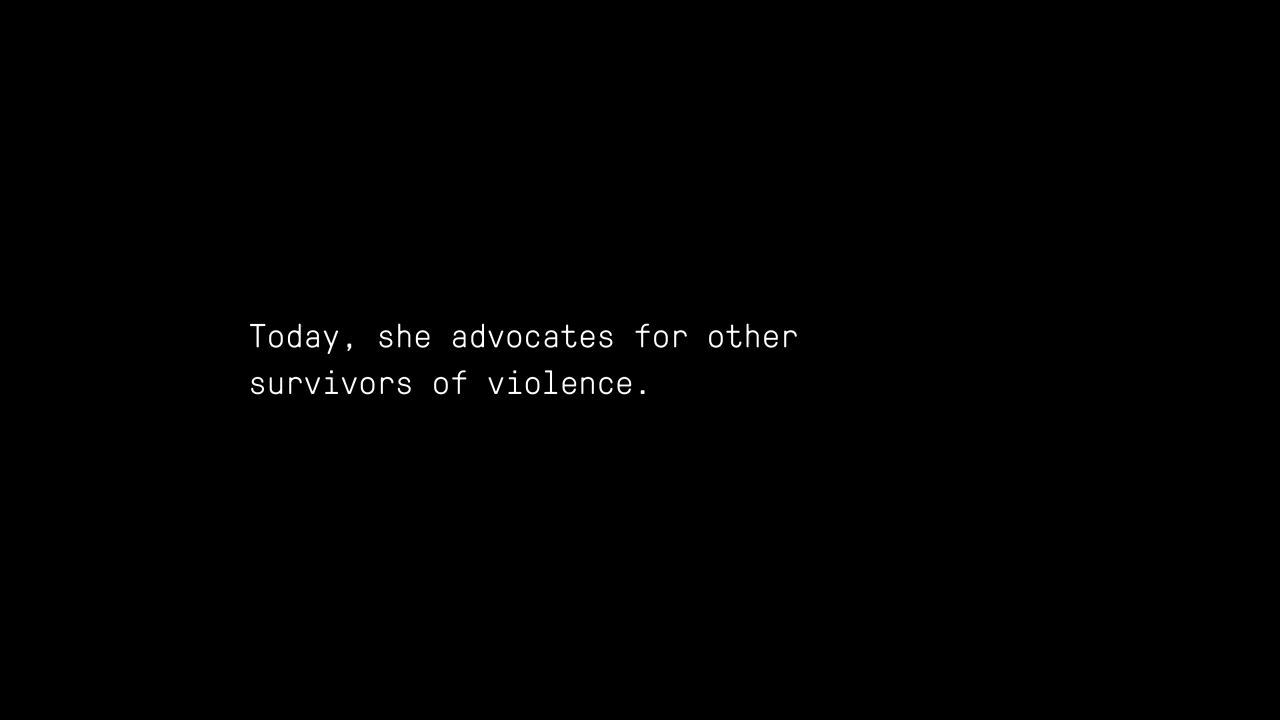 Today, she advocates for other
survivors of violence.